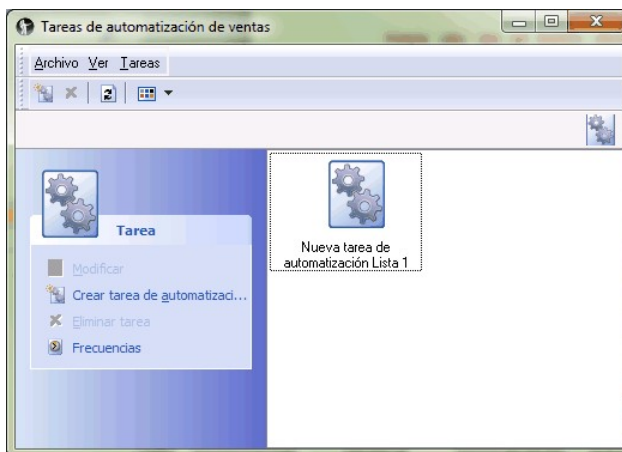 Tareas de automatización de ventas
Archivo Ver Tareas
Tarea
Modificar
Crear tarea de automatizaci...
Eliminar tarea
Frecuencias
Nueva tarea de
automatización Lista 1